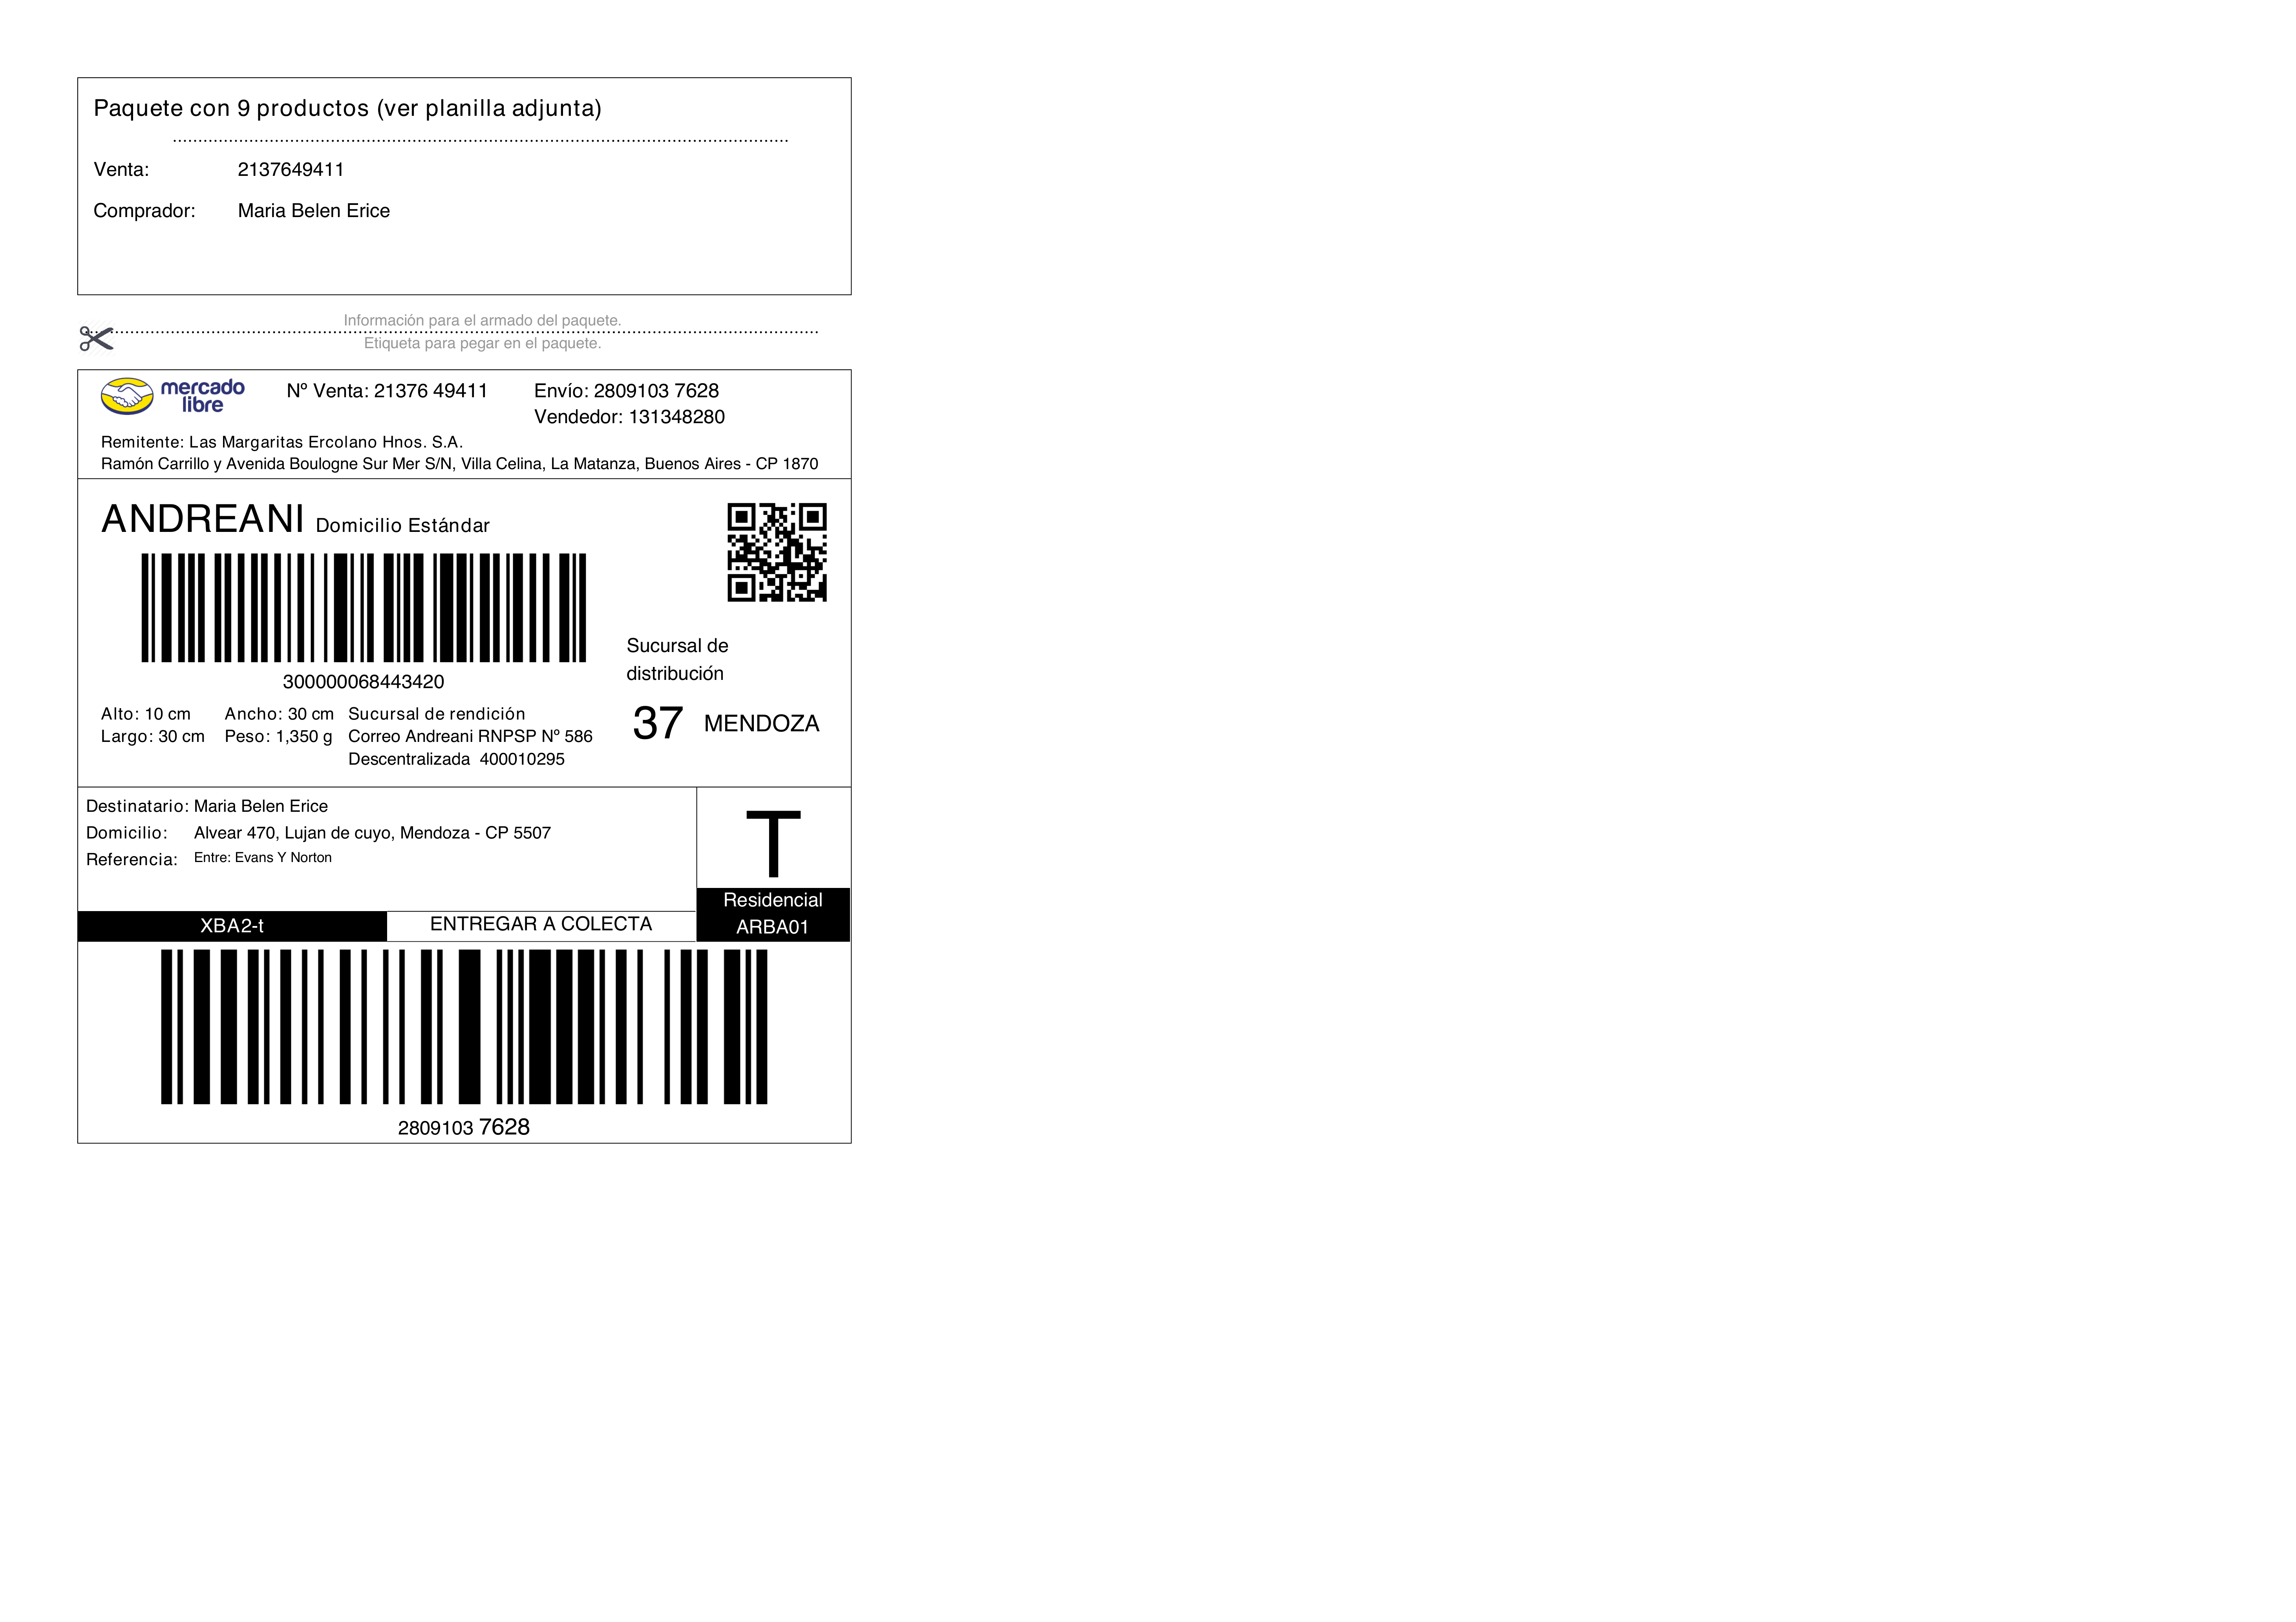 Paquete con 9 productos (ver planilla adjunta)
Venta: 2137649411
Comprador: Maria Belen Erice
Información para el armado del paquete.
Etiqueta para pegar en el paquete.
mercado libre
Nº Venta: 21376 49411
Envío: 2809103 7628
Vendedor: 131348280
Remitente: Las Margaritas Ercolano Hnos. S.A.
Ramón Carrillo y Avenida Boulogne Sur Mer S/N, Villa Celina, La Matanza, Buenos Aires - CP 1870
ANDREANI Domicilio Estándar
300000068443420
Alto: 10 cm Ancho: 30 cm Sucursal de rendición
Largo: 30 cm Peso: 1,350 g Correo Andreani RNPSP Nº 586
Descentralizada 400010295
Sucursal de
distribución
37 MENDOZA
Destinatario: Maria Belen Erice
Domicilio: Alvear 470, Lujan de cuyo, Mendoza - CP 5507
Referencia: Entre: Evans Y Norton
T
Residencial
ARBA01
XBA2-t
ENTREGAR A COLECTA
2809103 7628